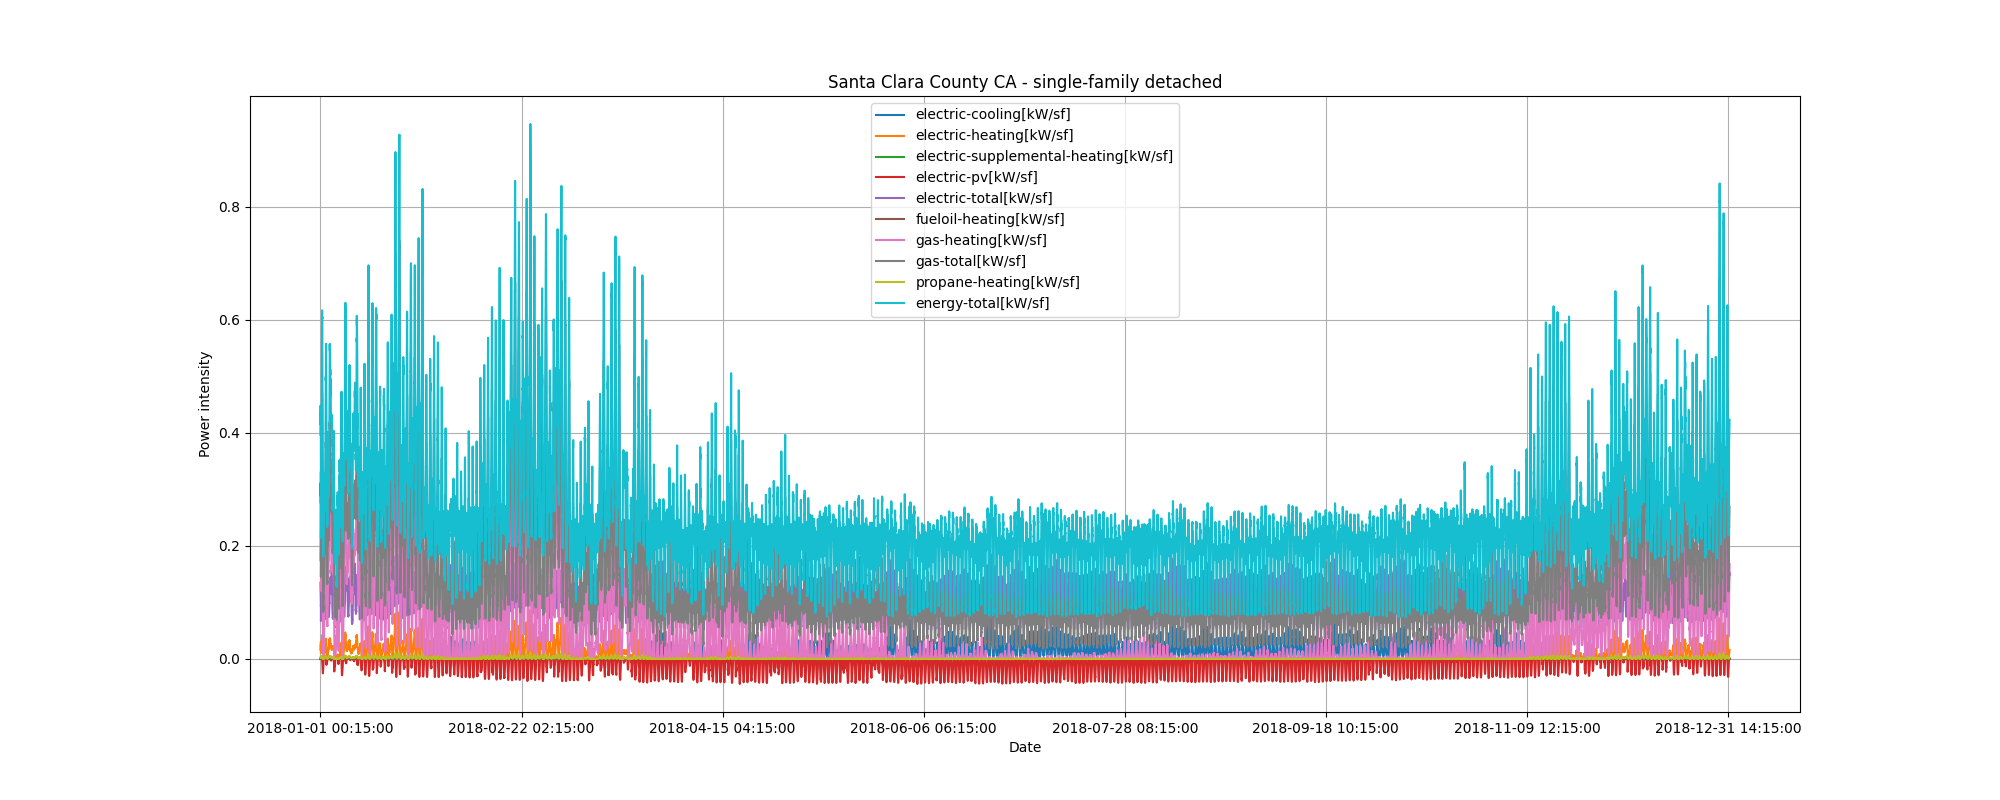 Santa Clara County CA - single-family detached
electric-cooling[kW/sf]
electric-heating[kW/sf]
electric-supplemental-heating[kW/sf]
electric-pv[kW/sf]
electric-total[kW/sf]
fueloil-heating[kW/sf]
gas-heating[kW/sf]
gas-total[kW/sf]
propane-heating[kW/sf]
energy-total[kW/sf]
0.8
0.6
0.4
0.2
0.0
Power intensity
2018-01-01 00:15:00 2018-02-22 02:15:00 2018-04-15 04:15:00 2018-06-06 06:15:00 2018-07-28 08:15:00 2018-09-18 10:15:00 2018-11-09 12:15:00 2018-12-31 14:15:00
Date